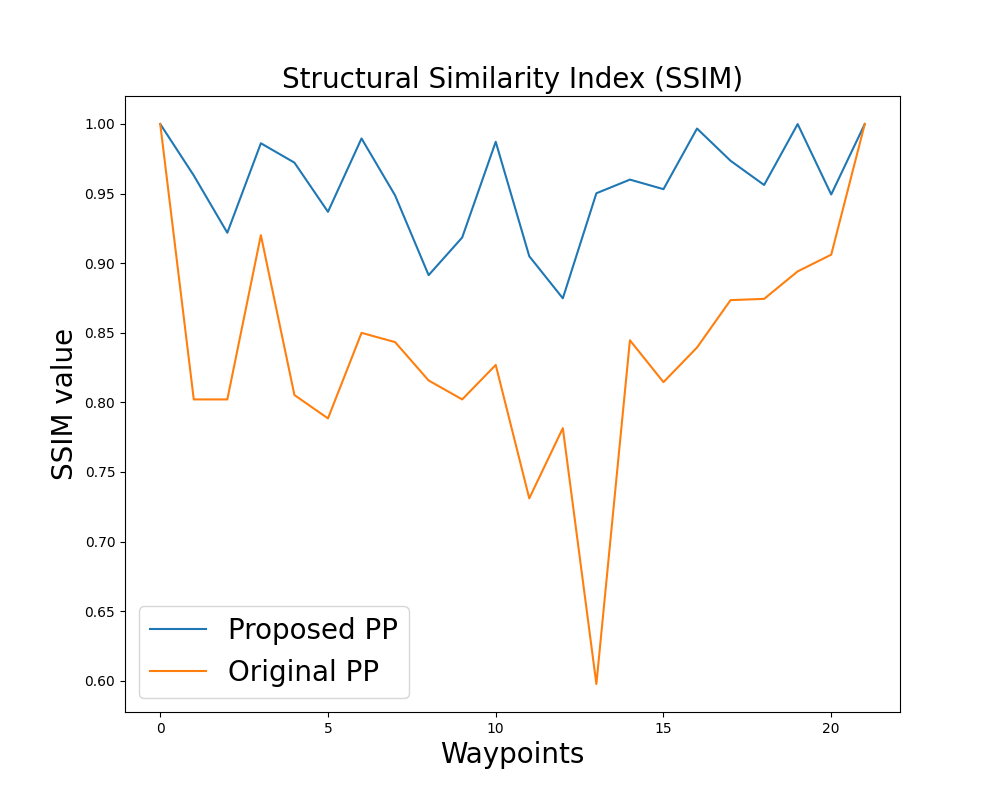 Structural Similarity Index (SSIM)
1.00
0.95
0.90
0.85
0.80
0.75
0.70
0.65
0.60
SSIM value
Proposed PP
Original PP
0 5 10 15 20
Waypoints